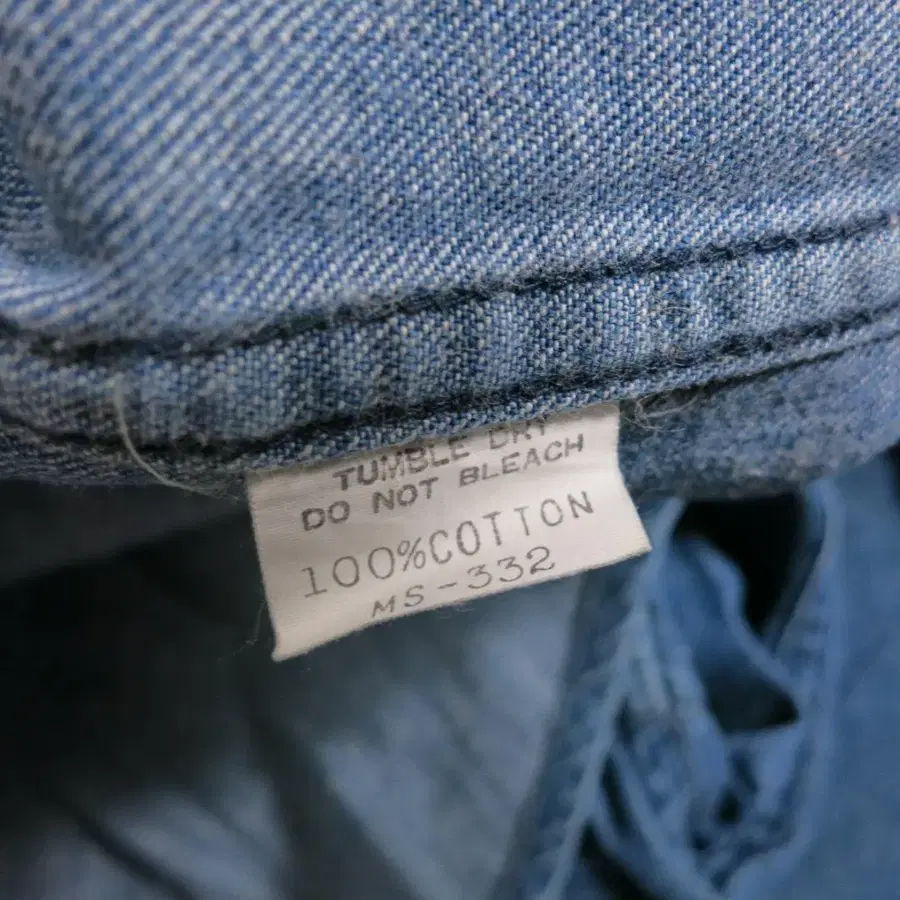 TUMBLE DRY
DO NOT BLEACH
100%COTTON
MS-332